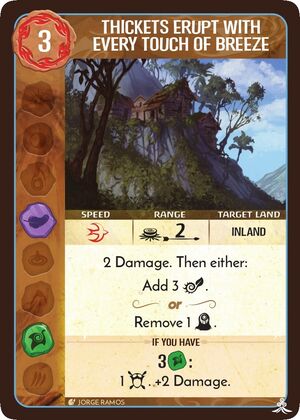 3
THICKETS ERUPT WITH
EVERY TOUCH OF BREEZE
SPEED RANGE TARGET LAND
2 INLAND
2 Damage. Then either:
Add 3 .
or
Remove 1 .
IF YOU HAVE
3 :
1 ..+2 Damage.
JORGE RAMOS